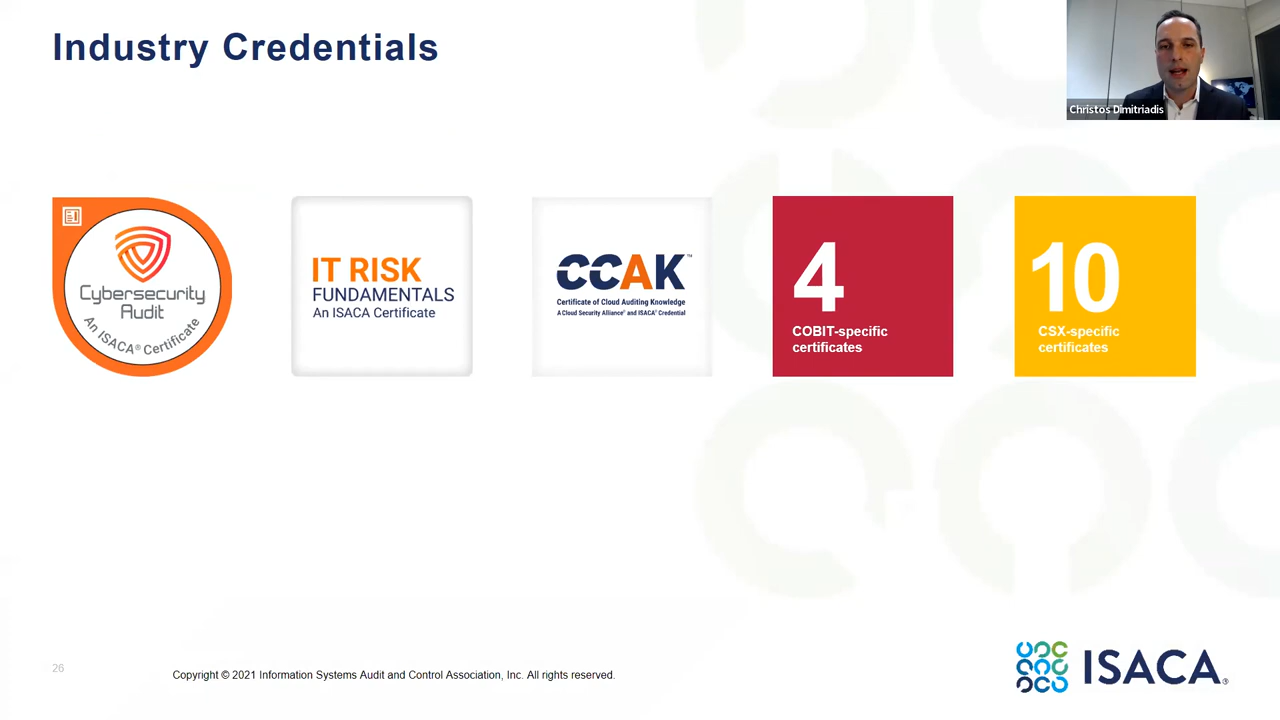 Industry Credentials
Christos Dimitriadis
Cybersecurity
Audit
An ISACA® Certificate
IT RISK
FUNDAMENTALS
An ISACA Certificate
CCAK™
Certificate of Cloud Auditing Knowledge
A Cloud Security Alliance® and ISACA® Credential
4
COBIT-specific
certificates
10
CSX-specific
certificates
26
Copyright © 2021 Information Systems Audit and Control Association, Inc. All rights reserved.
ISACA®